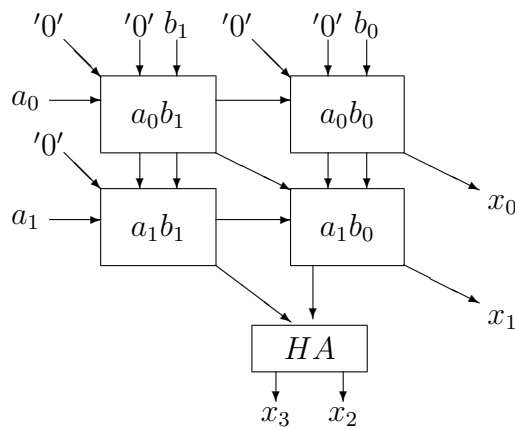 '0' '0' b₁ '0' '0' b₀
a₀ a₀b₁ a₀b₀
'0'
x₀
a₁ a₁b₁ a₁b₀
x₁
HA
x₃ x₂